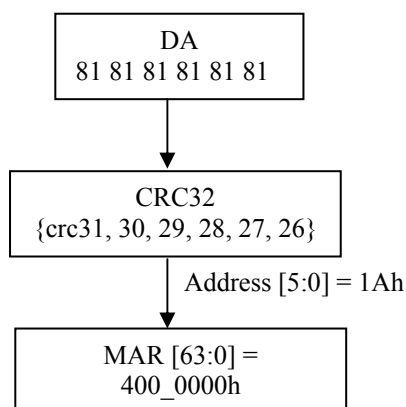 DA
81 81 81 81 81 81
CRC32
{crc31, 30, 29, 28, 27, 26}
Address [5:0] = 1Ah
MAR [63:0] =
400_0000h